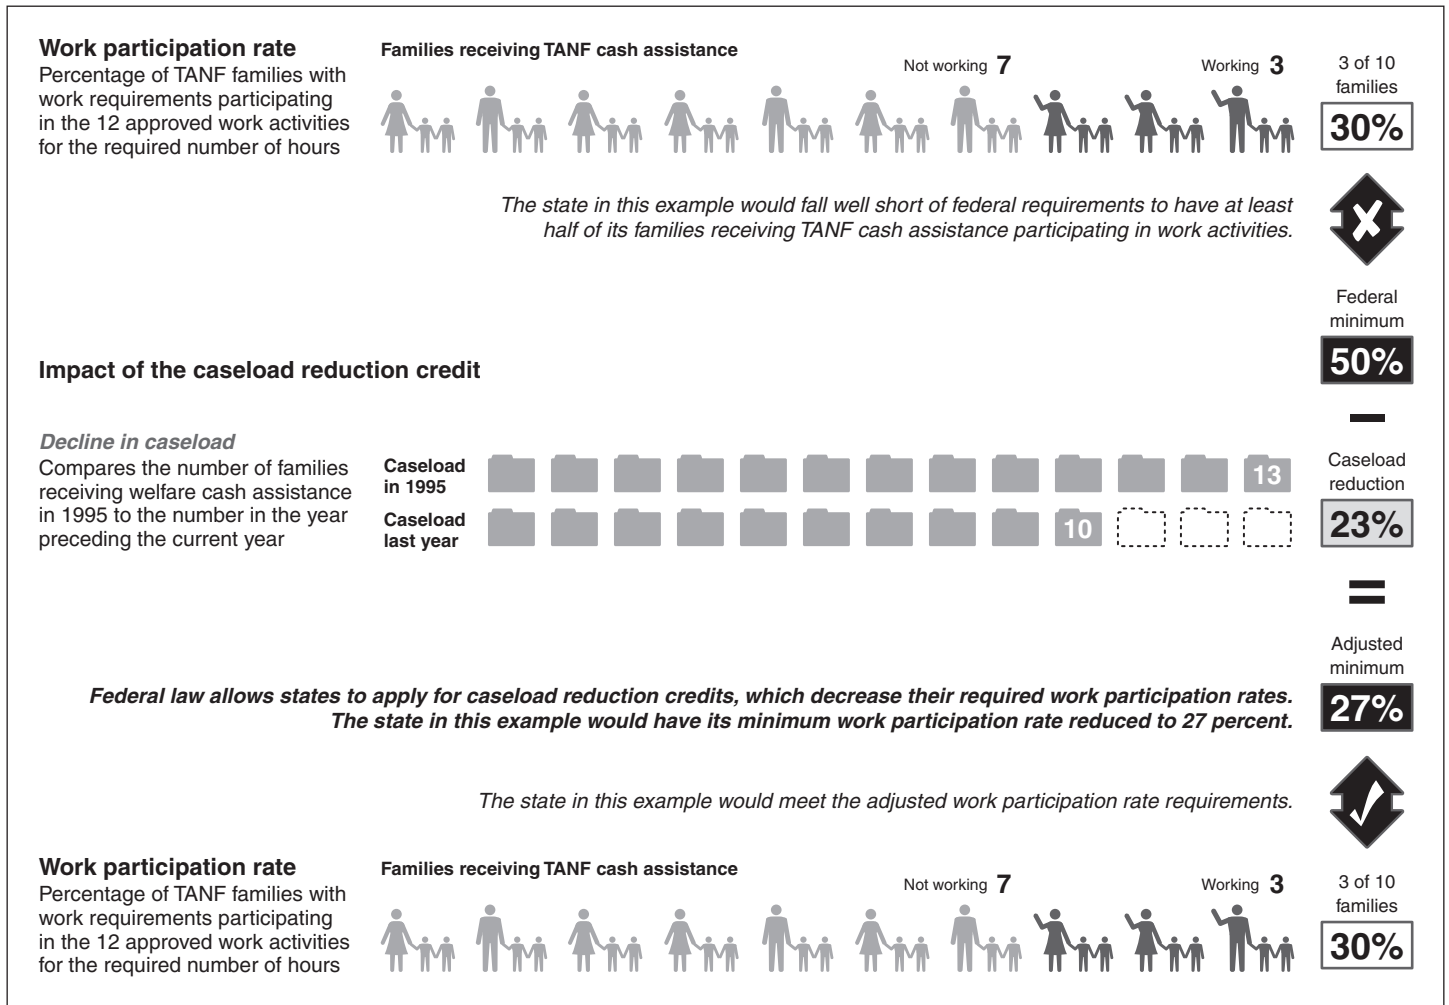 Work participation rate
Percentage of TANF families with
work requirements participating
in the 12 approved work activities
for the required number of hours
Families receiving TANF cash assistance
Not working 7
Working 3
3 of 10
families
30%
The state in this example would fall well short of federal requirements to have at least
half of its families receiving TANF cash assistance participating in work activities.
Federal
minimum
50%
Impact of the caseload reduction credit
–
Decline in caseload
Compares the number of families
receiving welfare cash assistance
in 1995 to the number in the year
preceding the current year
Caseload
in 1995
13
Caseload
last year
10
Caseload
reduction
23%
=
Adjusted
minimum
27%
Federal law allows states to apply for caseload reduction credits, which decrease their required work participation rates.
The state in this example would have its minimum work participation rate reduced to 27 percent.
The state in this example would meet the adjusted work participation rate requirements.
Work participation rate
Percentage of TANF families with
work requirements participating
in the 12 approved work activities
for the required number of hours
Families receiving TANF cash assistance
Not working 7
Working 3
3 of 10
families
30%